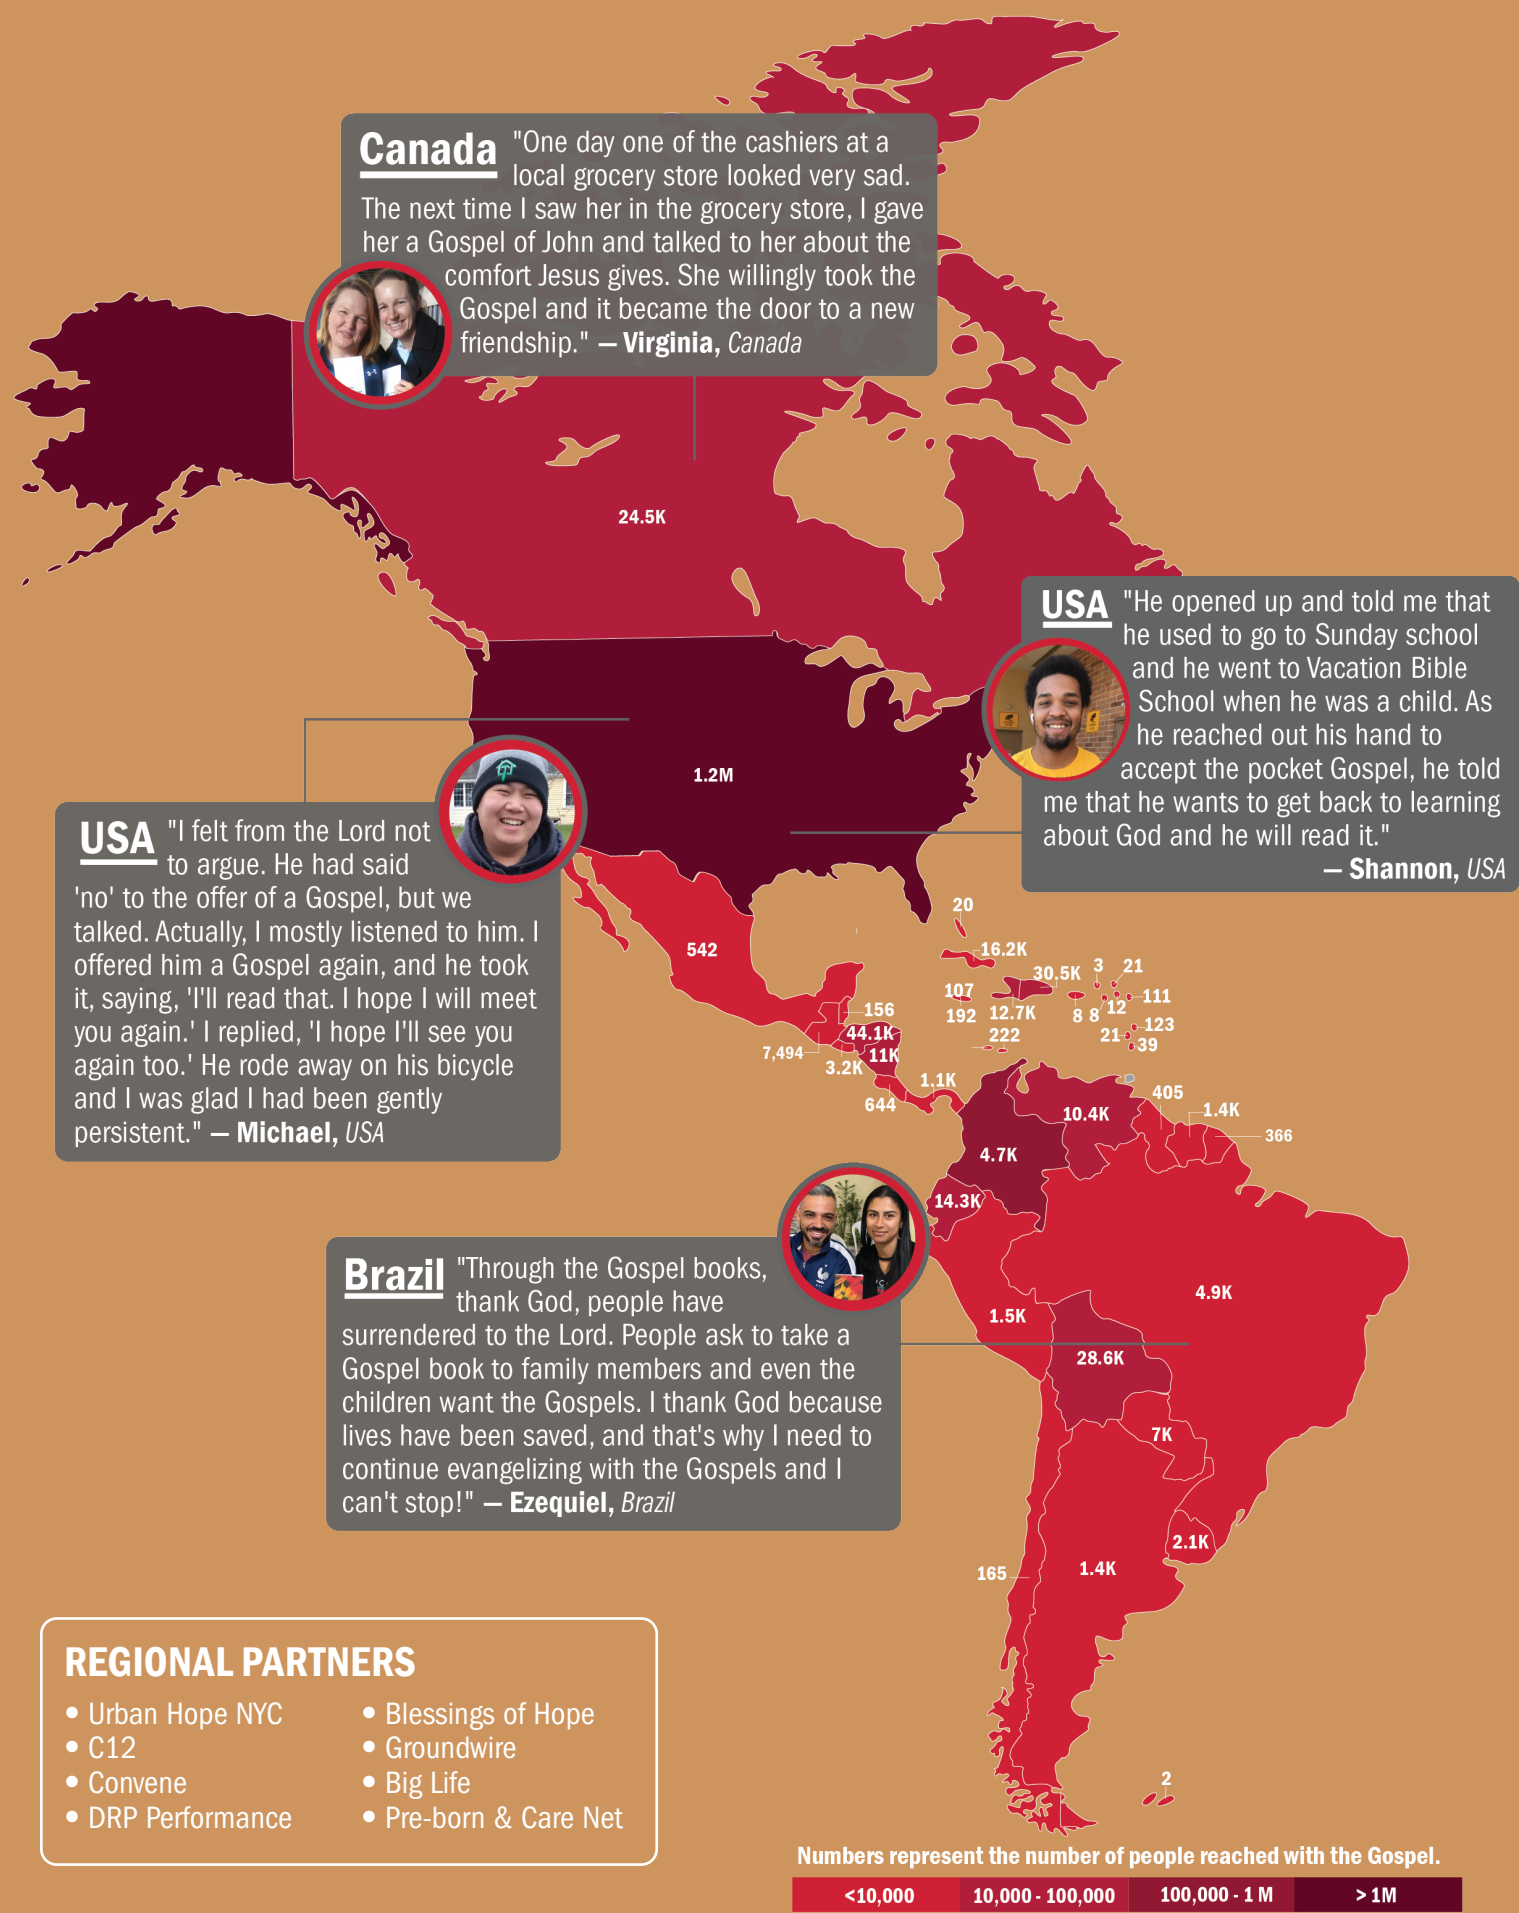 Canada "One day one of the cashiers at a
local grocery store looked very sad.
The next time I saw her in the grocery store, I gave
her a Gospel of John and talked to her about the
comfort Jesus gives. She willingly took the
Gospel and it became the door to a new
friendship." — Virginia, Canada
24.5K
USA "He opened up and told me that
he used to go to Sunday school
and he went to Vacation Bible
School when he was a child. As
he reached out his hand to
accept the pocket Gospel, he told
me that he wants to get back to learning
about God and he will read it."
— Shannon, USA
1.2M
USA "I felt from the Lord not
to argue. He had said
'no' to the offer of a Gospel, but we
talked. Actually, I mostly listened to him. I
offered him a Gospel again, and he took
it, saying, 'I'll read that. I hope I will meet
you again.' I replied, 'I hope I'll see you
again too.' He rode away on his bicycle
and I was glad I had been gently
persistent." — Michael, USA
20
542
16.2K
30.5K
3
21
107
111
156
192
12.7K
8
8
12
44.1K
222
21
123
39
7,494
11K
3.2K
644
1.1K
10.4K
405
1.4K
366
4.7K
14.3K
Brazil "Through the Gospel books,
thank God, people have
surrendered to the Lord. People ask to take a
Gospel book to family members and even the
children want the Gospels. I thank God because
lives have been saved, and that's why I need to
continue evangelizing with the Gospels and I
can't stop!" — Ezequiel, Brazil
4.9K
1.5K
28.6K
7K
2.1K
1.4K
165
2
REGIONAL PARTNERS
• Urban Hope NYC
• C12
• Convene
• DRP Performance
• Blessings of Hope
• Groundwire
• Big Life
• Pre-born & Care Net
Numbers represent the number of people reached with the Gospel.
<10,000
10,000 - 100,000
100,000 - 1 M
> 1M